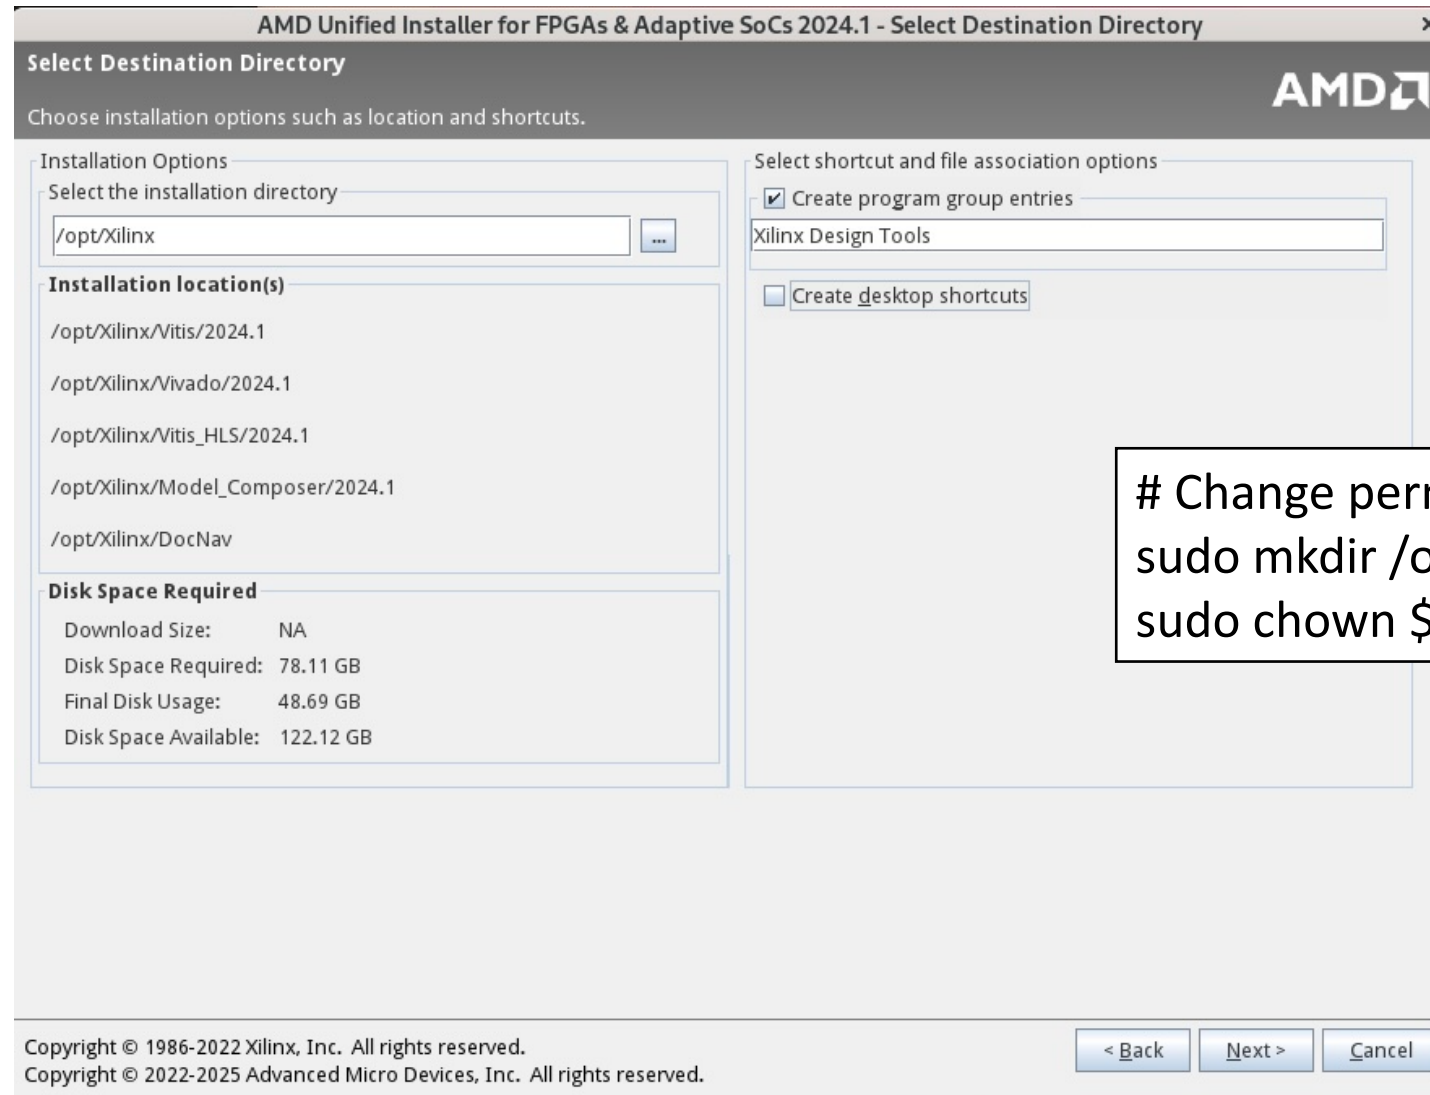 AMD Unified Installer for FPGAs & Adaptive SoCs 2024.1 - Select Destination Directory
Select Destination Directory
AMD
Choose installation options such as location and shortcuts.
Installation Options
Select the installation directory
/opt/Xilinx
...
Installation location(s)
/opt/Xilinx/Vitis/2024.1
/opt/Xilinx/Vivado/2024.1
/opt/Xilinx/Vitis_HLS/2024.1
/opt/Xilinx/Model_Composer/2024.1
/opt/Xilinx/DocNav
Disk Space Required
Download Size: NA
Disk Space Required: 78.11 GB
Final Disk Usage: 48.69 GB
Disk Space Available: 122.12 GB
Select shortcut and file association options
Create program group entries
Xilinx Design Tools
Create desktop shortcuts
# Change
sudo mkdir
sudo chown
Copyright © 1986-2022 Xilinx, Inc. All rights reserved.
Copyright © 2022-2025 Advanced Micro Devices, Inc. All rights reserved.
< Back
Next >
Cancel